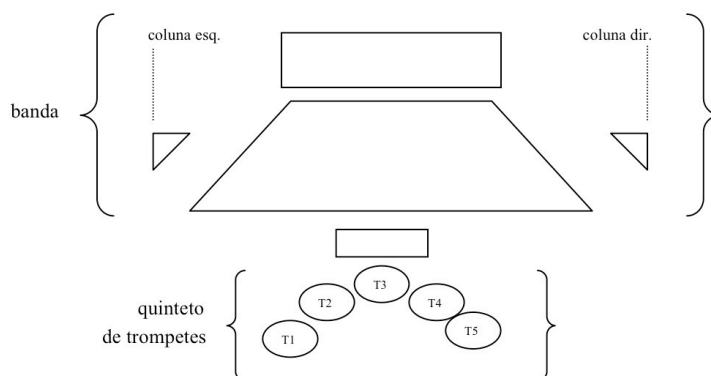 coluna esq.
coluna dir.
banda
quinteto
de trompetes
T1
T2
T3
T4
T5